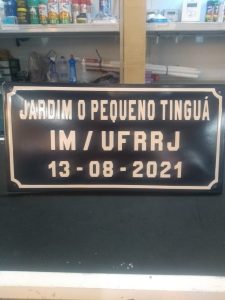 JARDIM O PEQUENO TINGUÁ
IM / UFRRJ
13 - 08 - 2021